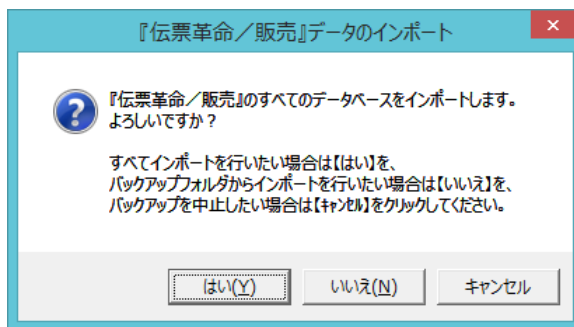 『伝票革命／販売』データのインポート
『伝票革命／販売』のすべてのデータベースをインポートします。
よろしいですか？
すべてインポートを行いたい場合は【はい】を、
バックアップフォルダからインポートを行いたい場合は【いいえ】を、
バックアップを中止したい場合は【ｷｬﾝｾﾙ】をクリックしてください。
はい(Y) いいえ(N) キャンセル